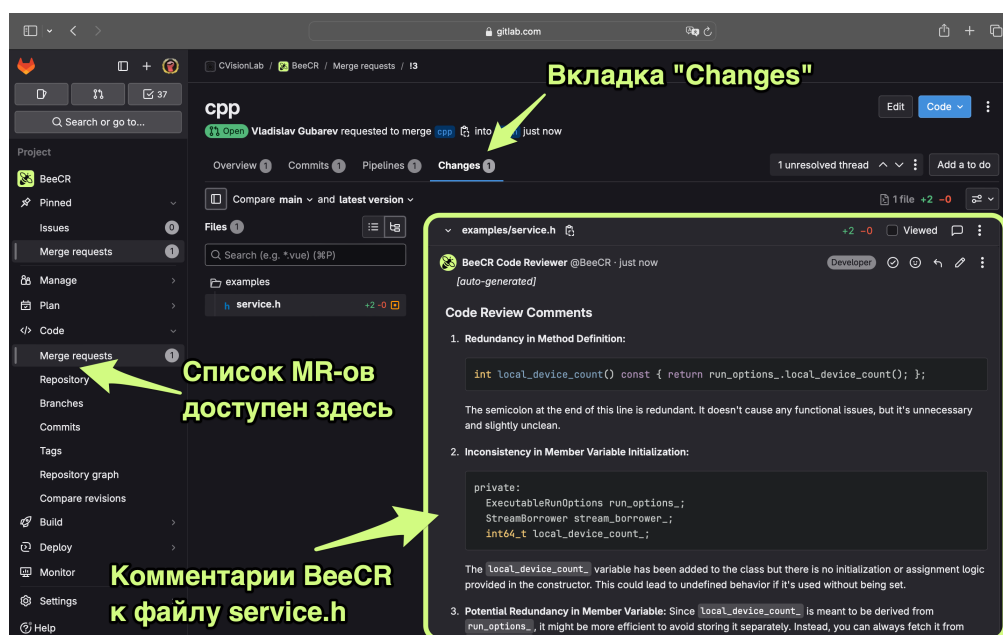 gitlab.com
CVisionLab / BeeCR / Merge requests / !3
37
Search or go to...
Project
BeeCR
Pinned
Issues 0
Merge requests 1
Manage
Plan
Code
Merge requests 1
Repository
Branches
Commits
Tags
Repository graph
Compare revisions
Build
Deploy
Monitor
Settings
Help
Вкладка "Changes"
cpp
Edit
Code
Open Vladislav Gubarev requested to merge cpp into just now
Overview 1 Commits 1 Pipelines 1 Changes 1
1 unresolved thread
Add a to do
Compare main and latest version
1 file +2 −0
Files 1
Search (e.g. *.vue) (⌘P)
examples
service.h +2 -0
examples/service.h
+2 −0 Viewed
BeeCR Code Reviewer @BeeCR · just now
Developer
[auto-generated]
Code Review Comments
1. Redundancy in Method Definition:
int local_device_count() const { return run_options_.local_device_count(); };
The semicolon at the end of this line is redundant. It doesn't cause any functional issues, but it's unnecessary
and slightly unclean.
2. Inconsistency in Member Variable Initialization:
private:
ExecutableRunOptions run_options_;
StreamBorrower stream_borrower_;
int64_t local_device_count_;
The local_device_count_ variable has been added to the class but there is no initialization or assignment logic
provided in the constructor. This could lead to undefined behavior if it's used without being set.
3. Potential Redundancy in Member Variable: Since local_device_count_ is meant to be derived from
run_options_, it might be more efficient to avoid storing it separately. Instead, you can always fetch it from
Список MR-ов
доступен здесь
Комментарии BeeCR
к файлу service.h